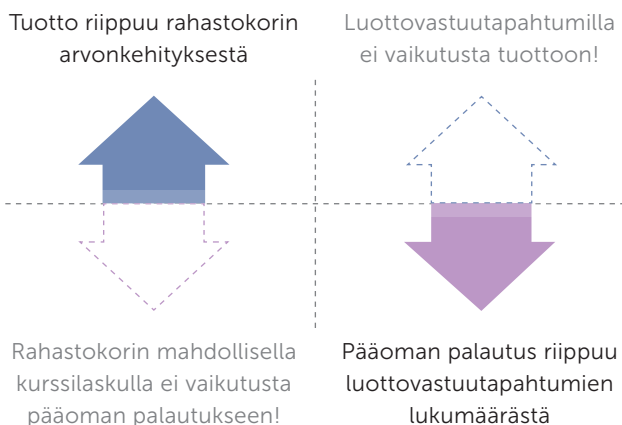 Tuotto riippuu rahastokorin
arvonkehityksestä
Luottovastuutapahtumilla
ei vaikutusta tuottoon!
Rahastokorin mahdollisella
kurssilaskulla ei vaikutusta
pääoman palautukseen!
Pääoman palautus riippuu
luottovastuutapahtumien
lukumäärästä